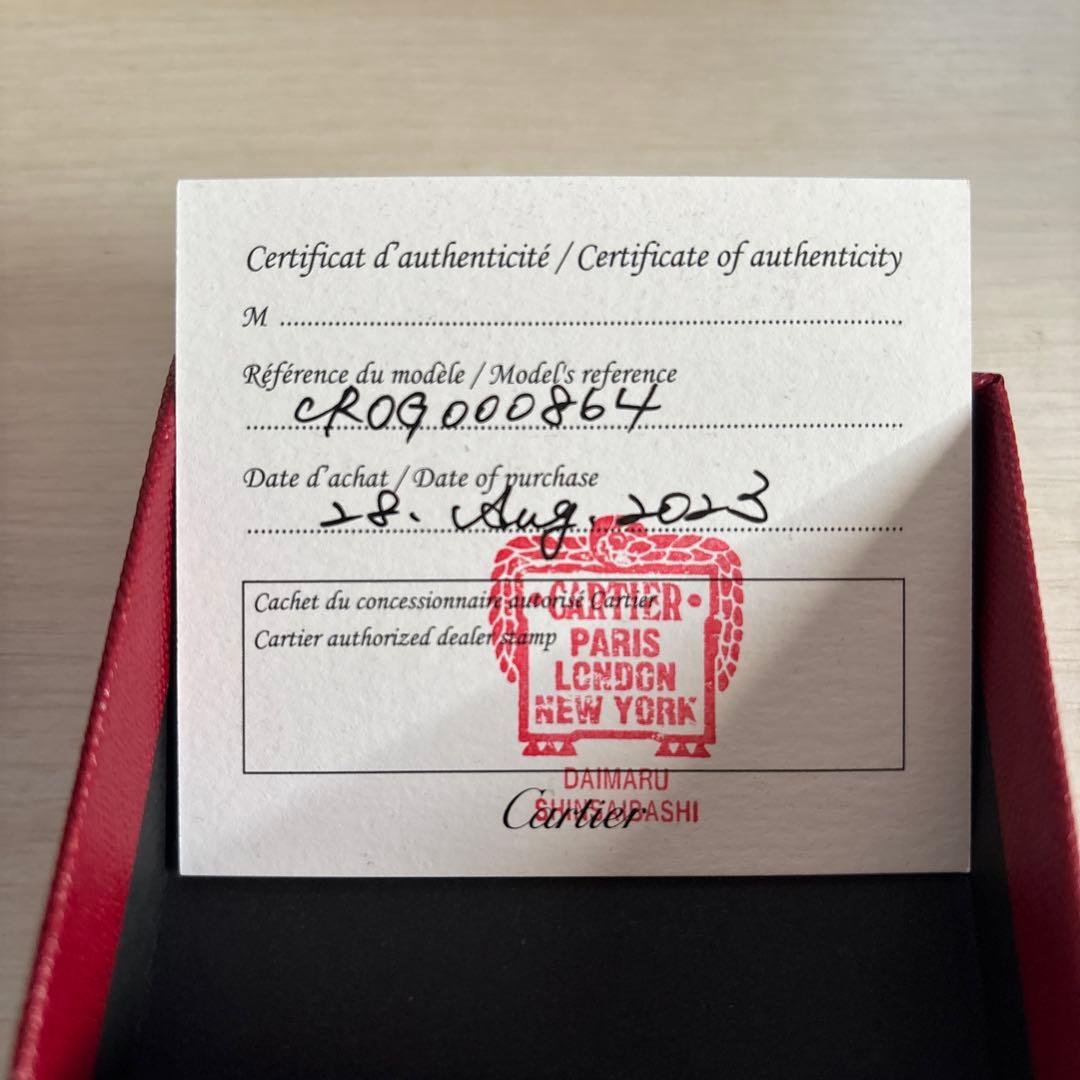 Certificat d'authenticité / Certificate of authenticity
M
Référence du modèle / Model's reference
CROG000864
Date d'achat / Date of purchase
28. Aug. 2023
Cachet du concessionnaire autorisé Cartier
Cartier authorized dealer stamp
CARTIER
PARIS
LONDON
NEW YORK
DAIMARU
SHINSAIBASHI
Cartier